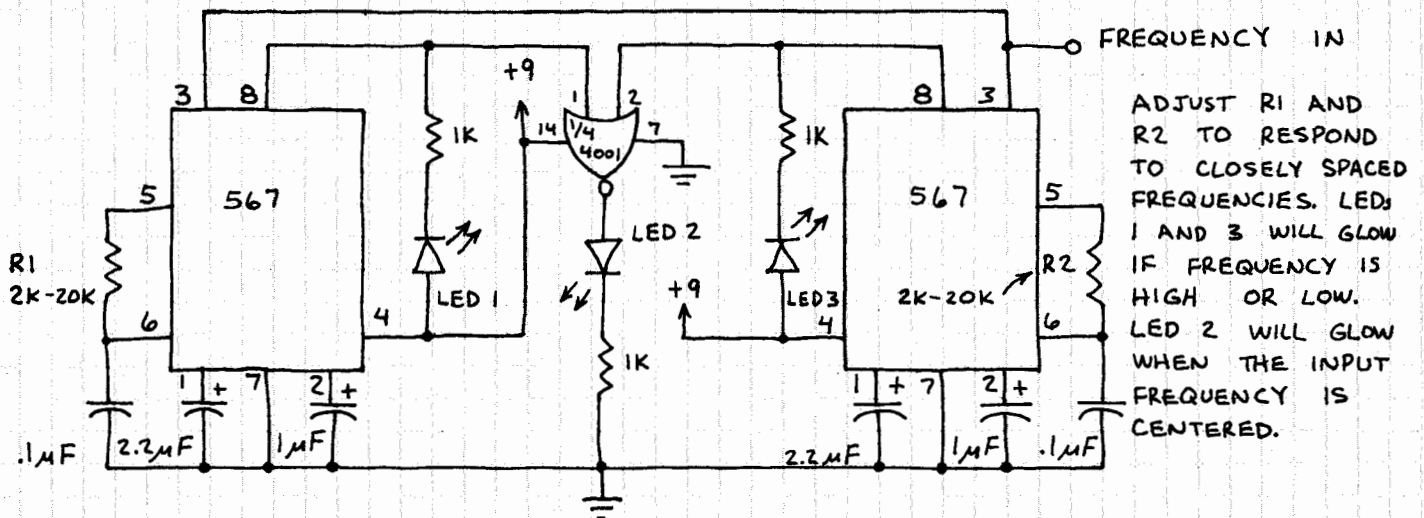 FREQUENCY IN
3 8
+9
1 2
8 3
1K
14 1/4 7
4001
1K
ADJUST R1 AND
R2 TO RESPOND
TO CLOSELY SPACED
FREQUENCIES. LEDs
1 AND 3 WILL GLOW
IF FREQUENCY IS
HIGH OR LOW.
LED 2 WILL GLOW
WHEN THE INPUT
FREQUENCY IS
CENTERED.
5
567
567
5
LED 2
R1
2K-20K
LED 1
+9
LED3
2K-20K
R2
6
4
4
6
1K
1 + 7 2 +
1 + 7 2 +
.1µF 2.2µF 1µF
2.2µF 1µF .1µF